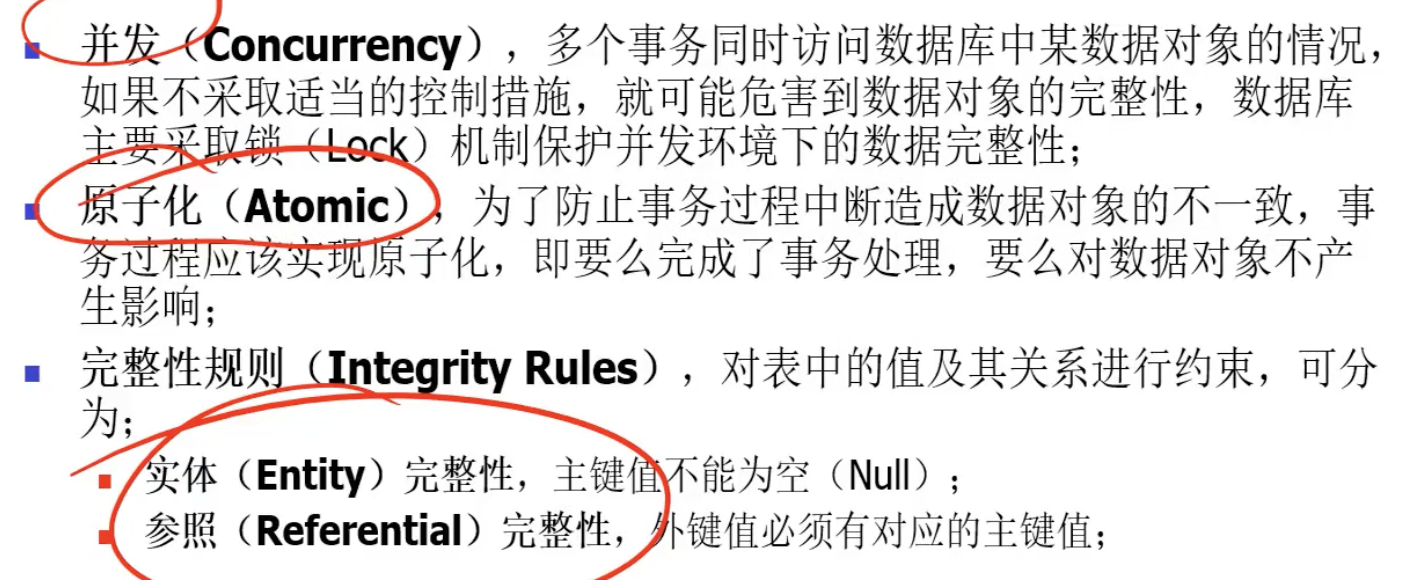 并发（Concurrency），多个事务同时访问数据库中某数据对象的情况，
如果不采取适当的控制措施，就可能危害到数据对象的完整性，数据库
主要采取锁（Lock）机制保护并发环境下的数据完整性；
原子化（Atomic），为了防止事务过程中断造成数据对象的不一致，事
务过程应该实现原子化，即要么完成了事务处理，要么对数据对象不产
生影响；
完整性规则（Integrity Rules），对表中的值及其关系进行约束，可分
为；
实体（Entity）完整性，主键值不能为空（Null）；
参照（Referential）完整性，外键值必须有对应的主键值；